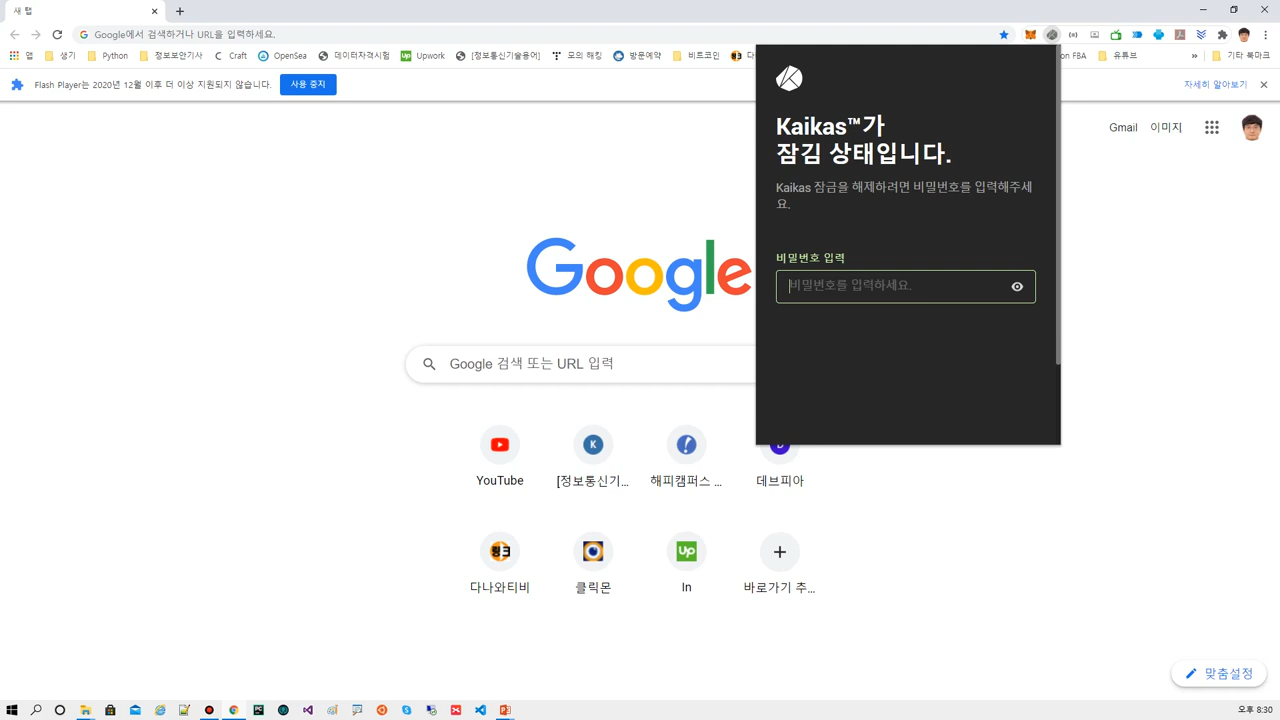 새 탭
Google에서 검색하거나 URL을 입력하세요.
앱 생기 Python 정보보안기사 Craft OpenSea 데이터자격시험 Upwork [정보통신기술용어] 모의 해킹 방문예약 비트코인 on FBA 유튜브 » 기타 북마크
Flash Player는 2020년 12월 이후 더 이상 지원되지 않습니다. 사용 중지 자세히 알아보기
Gmail 이미지
Kaikas™가
잠김 상태입니다.
Kaikas 잠금을 해제하려면 비밀번호를 입력해주세
요.
비밀번호 입력
비밀번호를 입력하세요.
Google
Google 검색 또는 URL 입력
YouTube [정보통신기... 해피캠퍼스 ... 데브피아
다나와티비 클릭몬 In 바로가기 추...
맞춤설정
오후 8:30